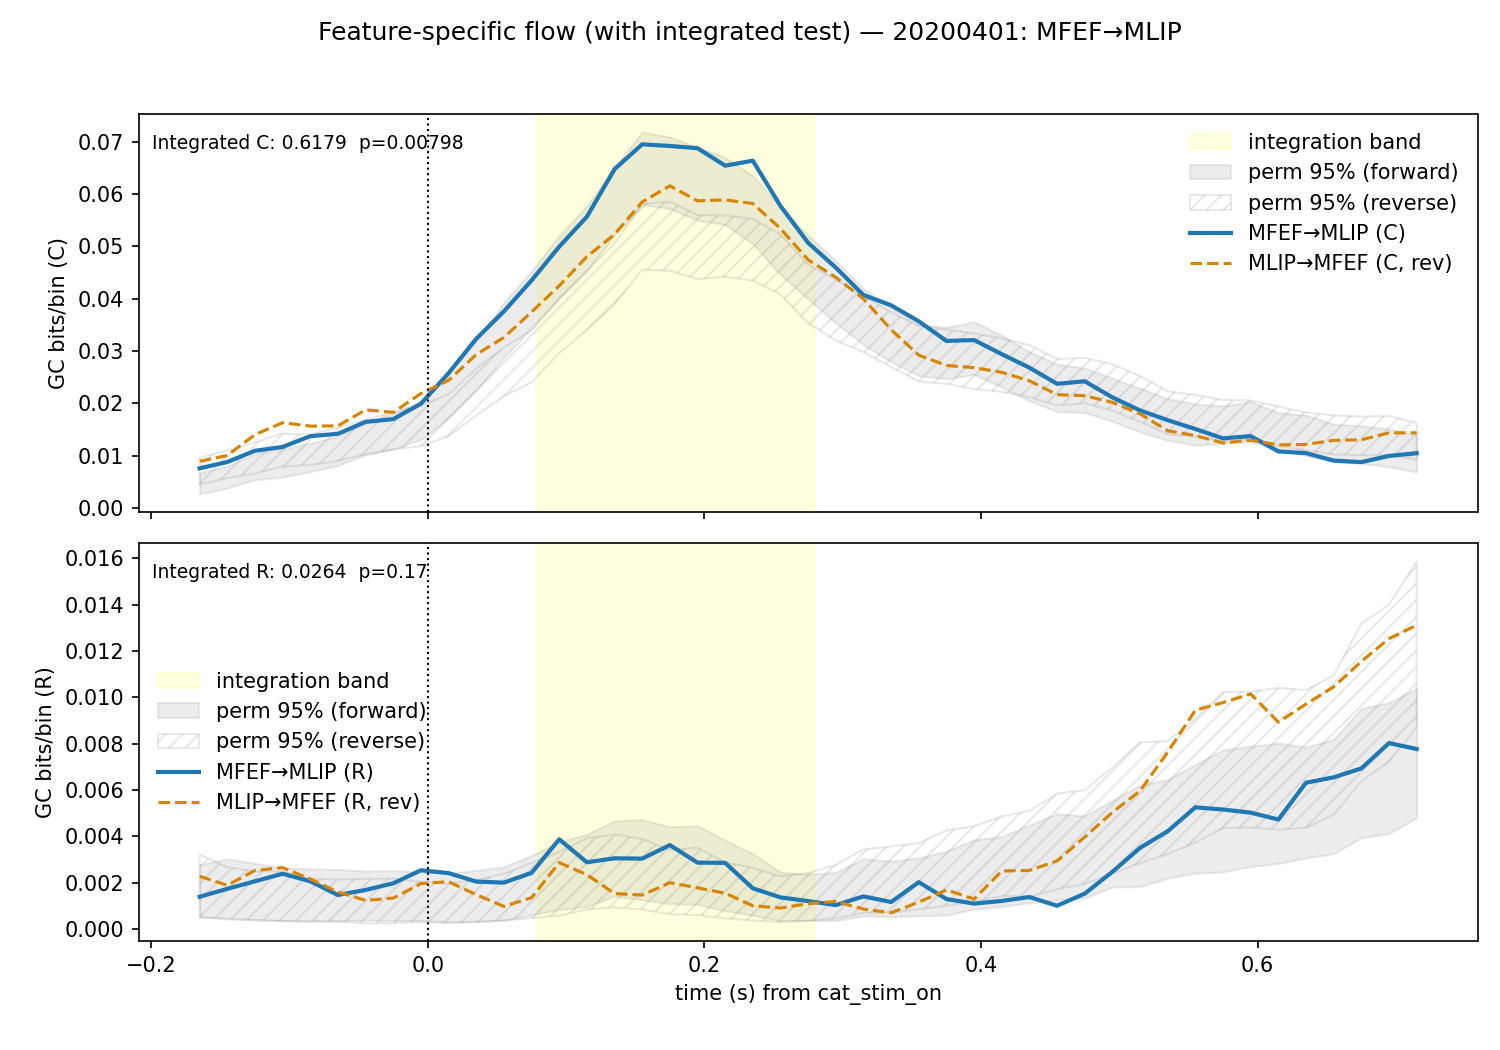 Feature-specific flow (with integrated test) — 20200401: MFEF→MLIP
Integrated C: 0.6179  p=0.00798
integration band
perm 95% (forward)
perm 95% (reverse)
MFEF→MLIP (C)
MLIP→MFEF (C, rev)
GC bits/bin (C)
0.07
0.06
0.05
0.04
0.03
0.02
0.01
0.00
Integrated R: 0.0264  p=0.17
integration band
perm 95% (forward)
perm 95% (reverse)
MFEF→MLIP (R)
MLIP→MFEF (R, rev)
GC bits/bin (R)
0.016
0.014
0.012
0.010
0.008
0.006
0.004
0.002
0.000
−0.2 0.0 0.2 0.4 0.6
time (s) from cat_stim_on